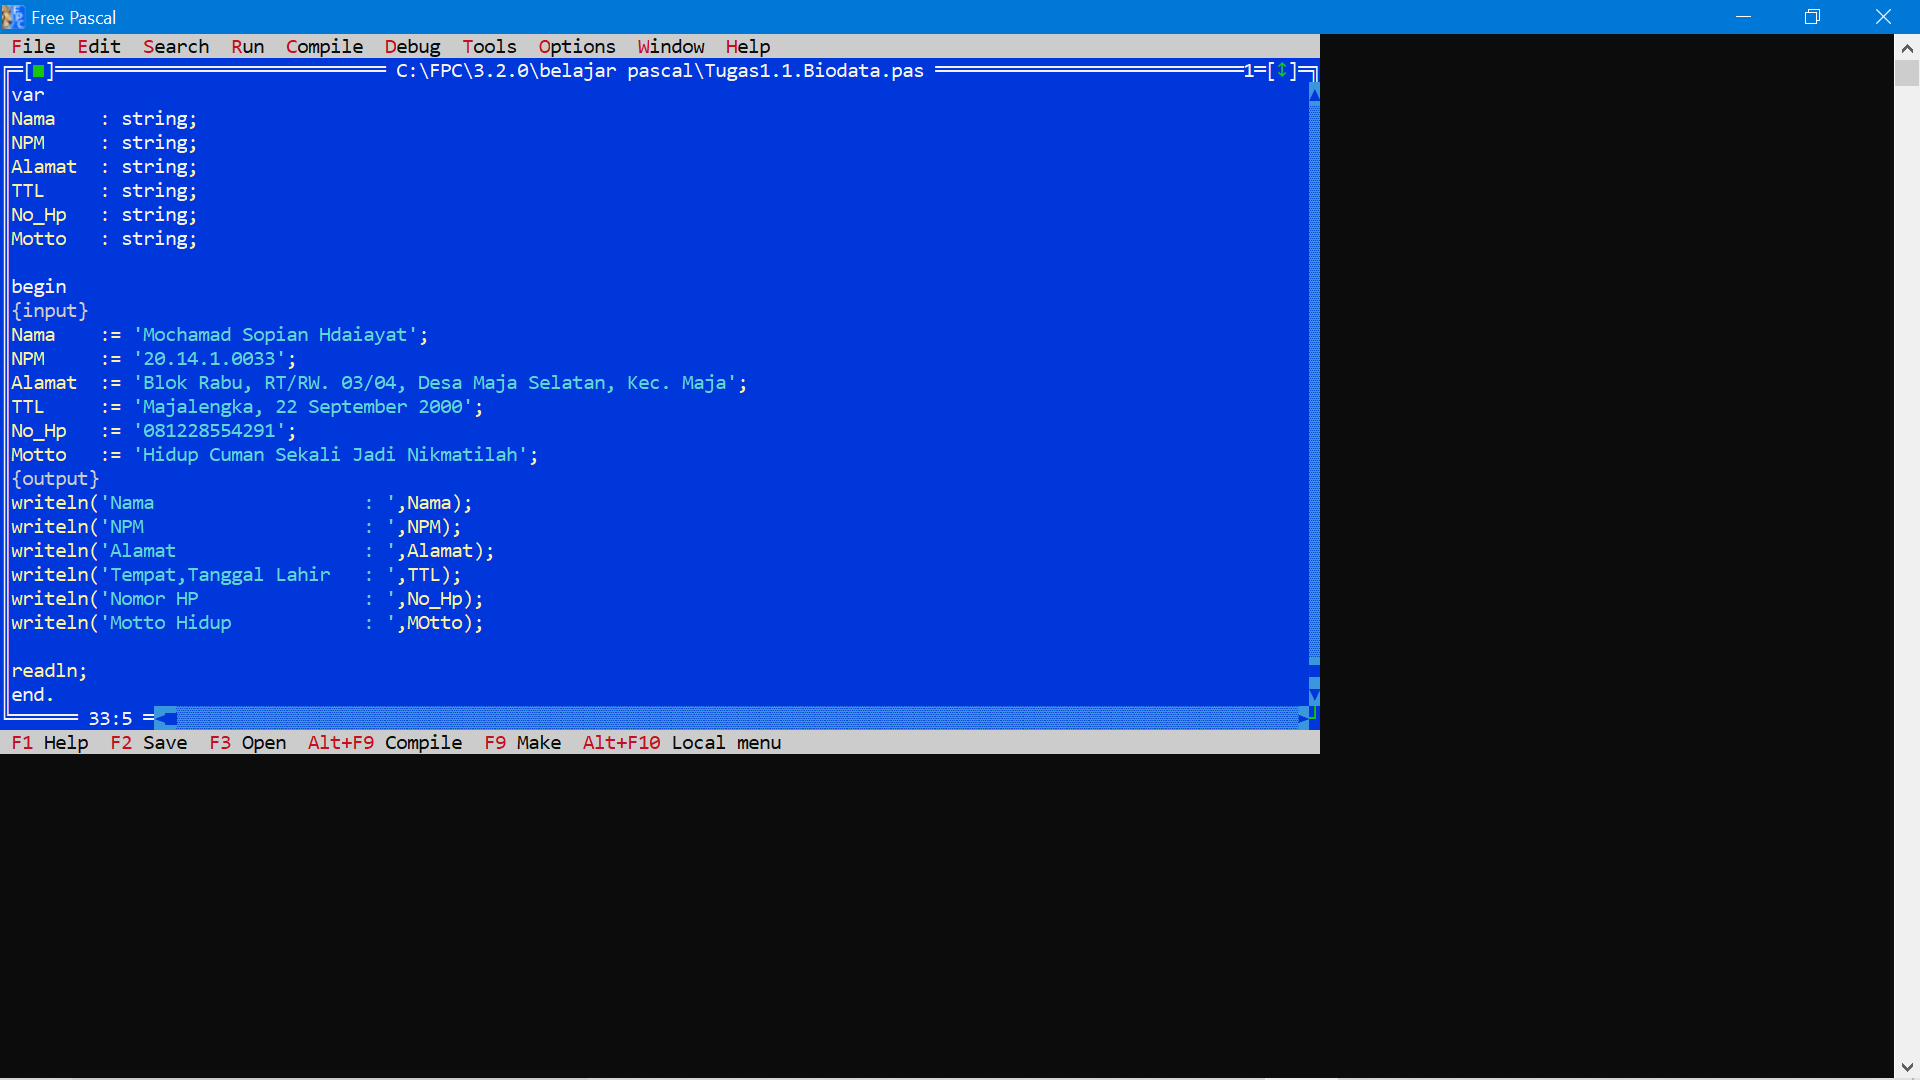 Free Pascal
File  Edit  Search  Run  Compile  Debug  Tools  Options  Window  Help
[■] C:\FPC\3.2.0\belajar pascal\Tugas1.1.Biodata.pas 1=[↕]
var
Nama    : string;
NPM     : string;
Alamat  : string;
TTL     : string;
No_Hp   : string;
Motto   : string;
begin
{input}
Nama    := 'Mochamad Sopian Hdaiayat';
NPM     := '20.14.1.0033';
Alamat  := 'Blok Rabu, RT/RW. 03/04, Desa Maja Selatan, Kec. Maja';
TTL     := 'Majalengka, 22 September 2000';
No_Hp   := '081228554291';
Motto   := 'Hidup Cuman Sekali Jadi Nikmatilah';
{output}
writeln('Nama                   : ',Nama);
writeln('NPM                    : ',NPM);
writeln('Alamat                 : ',Alamat);
writeln('Tempat,Tanggal Lahir   : ',TTL);
writeln('Nomor HP               : ',No_Hp);
writeln('Motto Hidup            : ',MOtto);
readln;
end.
33:5
F1 Help  F2 Save  F3 Open  Alt+F9 Compile  F9 Make  Alt+F10 Local menu